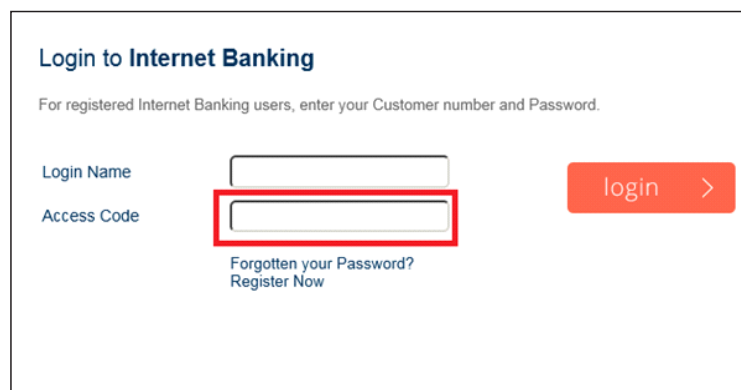 Login to Internet Banking
For registered Internet Banking users, enter your Customer number and Password.
Login Name
login
Access Code
Forgotten your Password?
Register Now